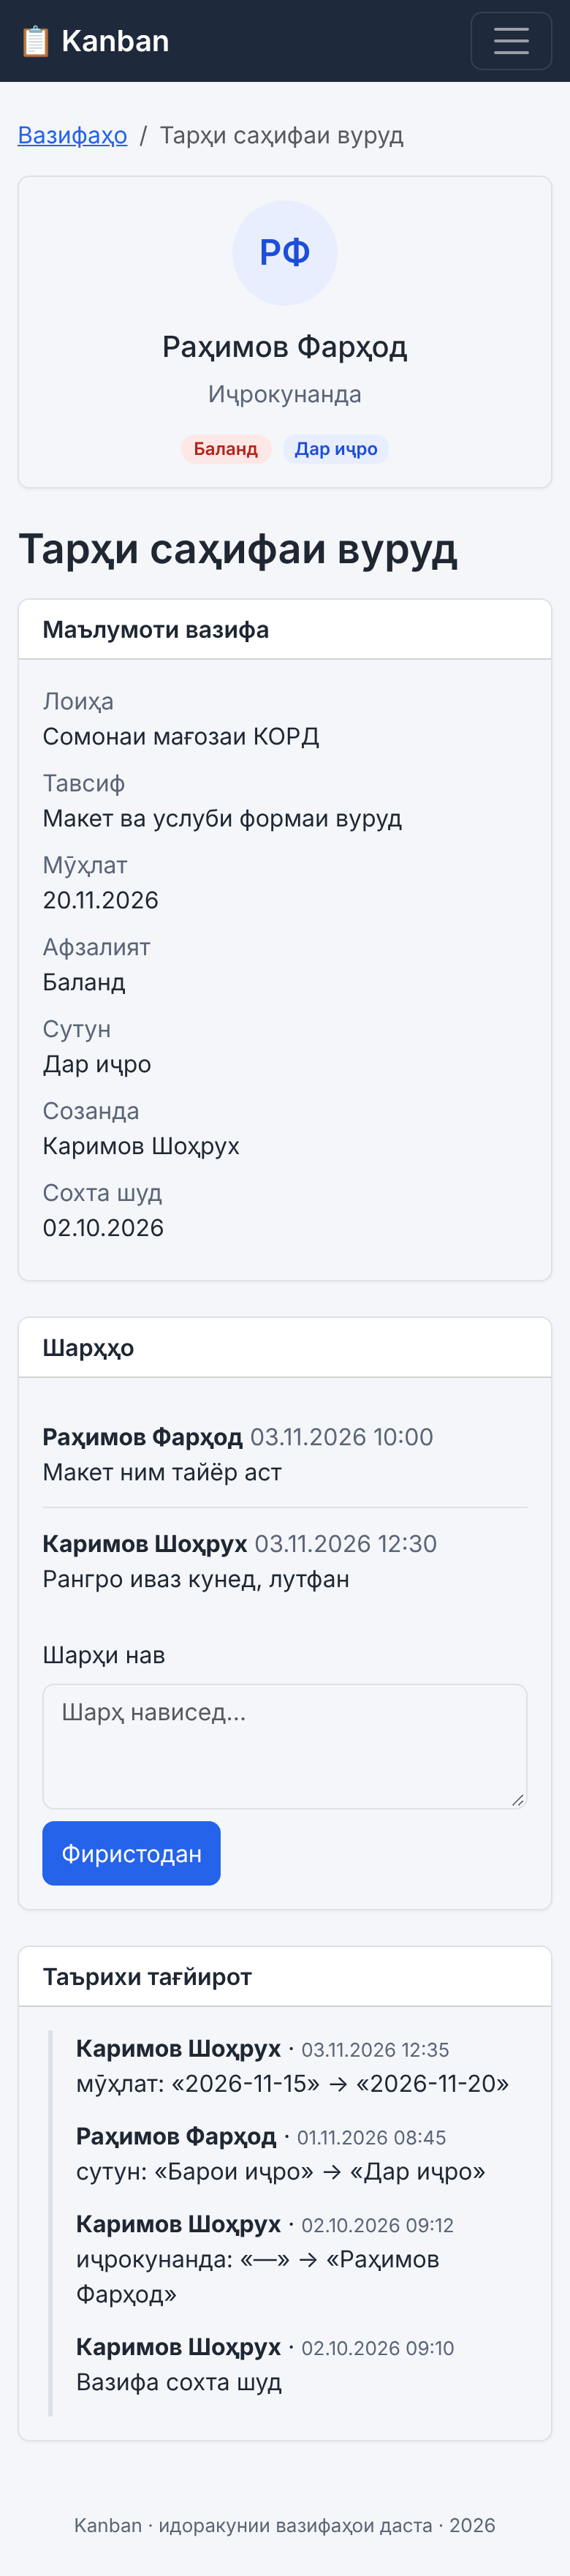 📋 Kanban
Вазифаҳо / Тарҳи саҳифаи вуруд
РФ
Раҳимов Фарҳод
Иҷрокунанда
Баланд Дар иҷро
Тарҳи саҳифаи вуруд
Маълумоти вазифа
Лоиҳа
Сомонаи мағозаи КОРД
Тавсиф
Макет ва услуби формаи вуруд
Мӯҳлат
20.11.2026
Афзалият
Баланд
Сутун
Дар иҷро
Созанда
Каримов Шоҳрух
Сохта шуд
02.10.2026
Шарҳҳо
Раҳимов Фарҳод 03.11.2026 10:00
Макет ним тайёр аст
Каримов Шоҳрух 03.11.2026 12:30
Рангро иваз кунед, лутфан
Шарҳи нав
Шарҳ нависед...
Фиристодан
Таърихи тағйирот
Каримов Шоҳрух · 03.11.2026 12:35
мӯҳлат: «2026-11-15» → «2026-11-20»
Раҳимов Фарҳод · 01.11.2026 08:45
сутун: «Барои иҷро» → «Дар иҷро»
Каримов Шоҳрух · 02.10.2026 09:12
иҷрокунанда: «—» → «Раҳимов
Фарҳод»
Каримов Шоҳрух · 02.10.2026 09:10
Вазифа сохта шуд
Kanban · идоракунии вазифаҳои даста · 2026